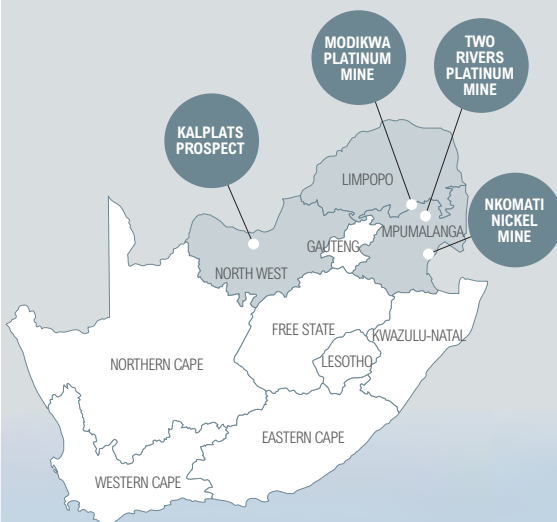 MODIKWA
PLATINUM
MINE
TWO
RIVERS
PLATINUM
MINE
KALPLATS
PROSPECT
LIMPOPO
NKOMATI
NICKEL
MINE
MPUMALANGA
GAUTENG
NORTH WEST
FREE STATE
KWAZULU-NATAL
LESOTHO
NORTHERN CAPE
EASTERN CAPE
WESTERN CAPE